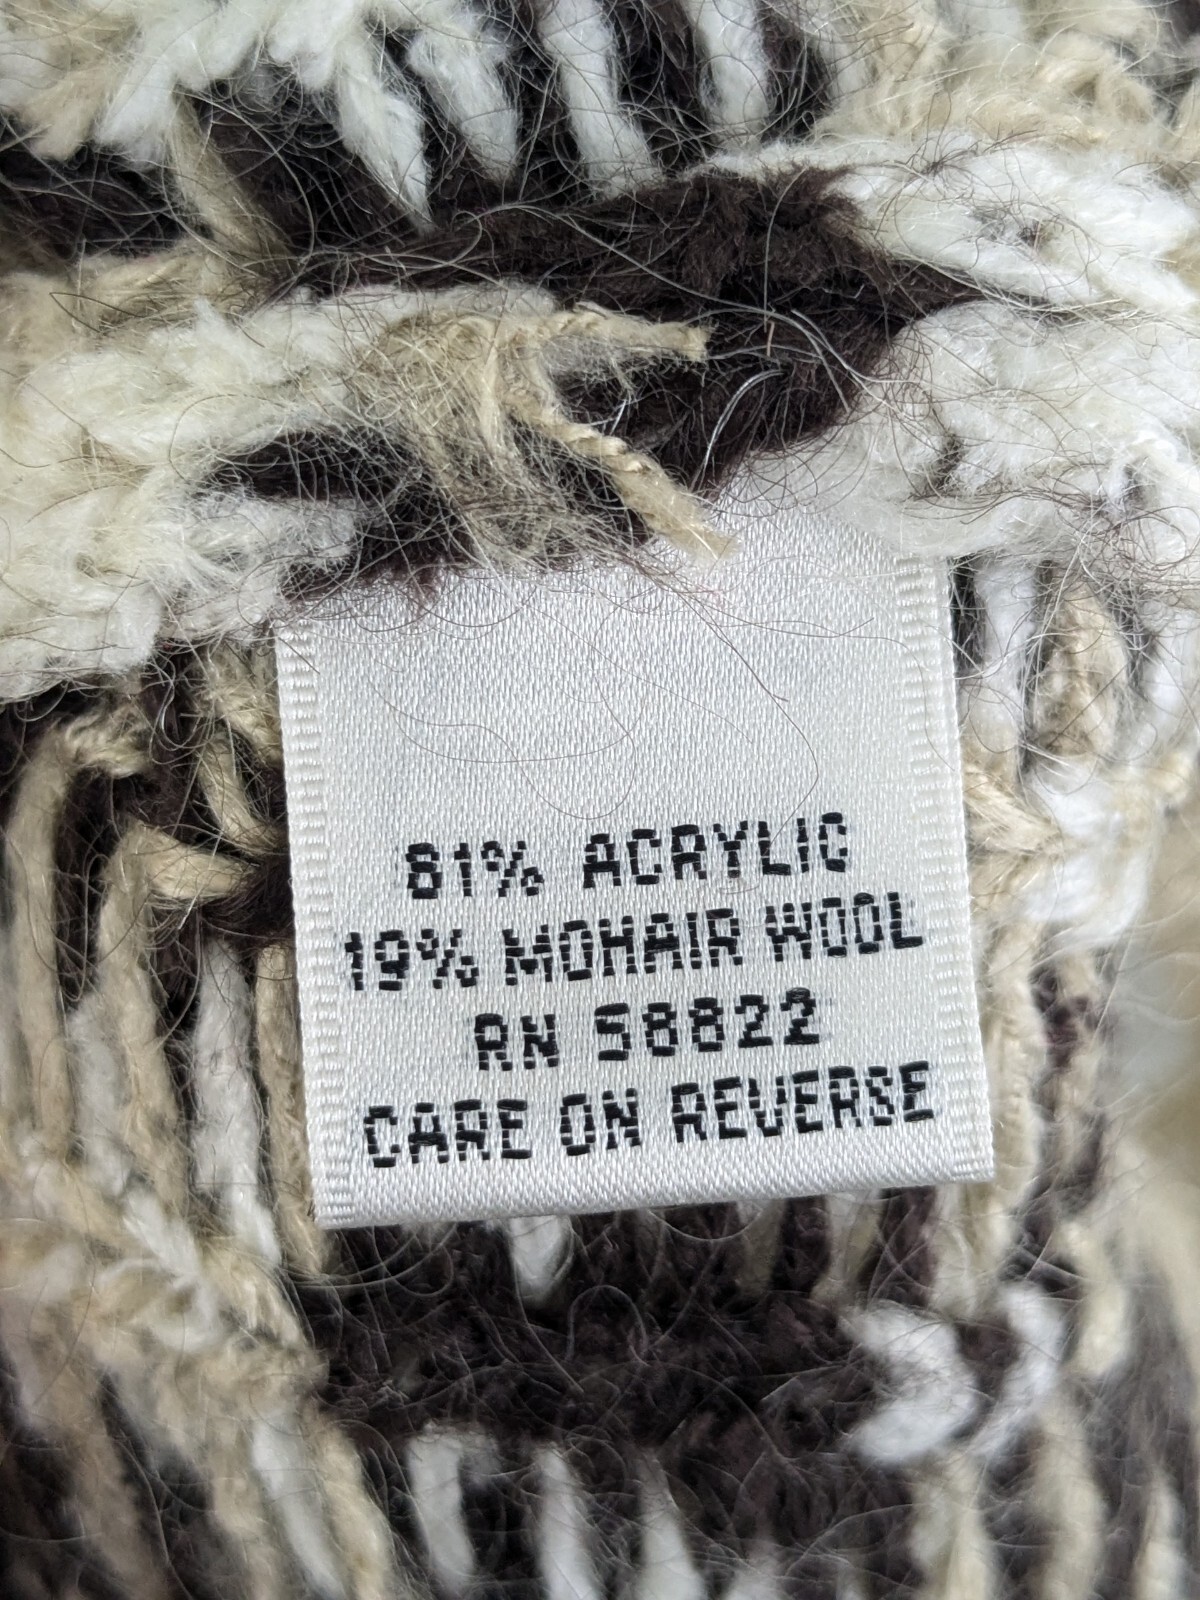 81% ACRYLIC
19% MOHAIR WOOL
RN 58822
CARE ON REVERSE